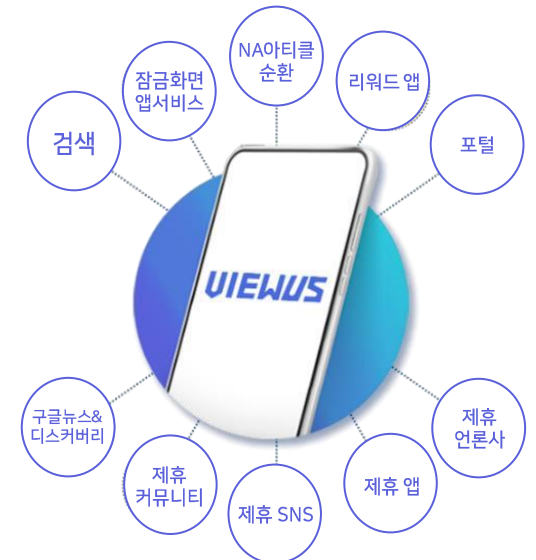 NA아티클
순환
잠금화면
앱서비스
리워드 앱
검색
포털
VIEWUS
구글뉴스&
디스커버리
제휴
언론사
제휴
커뮤니티
제휴 SNS
제휴 앱